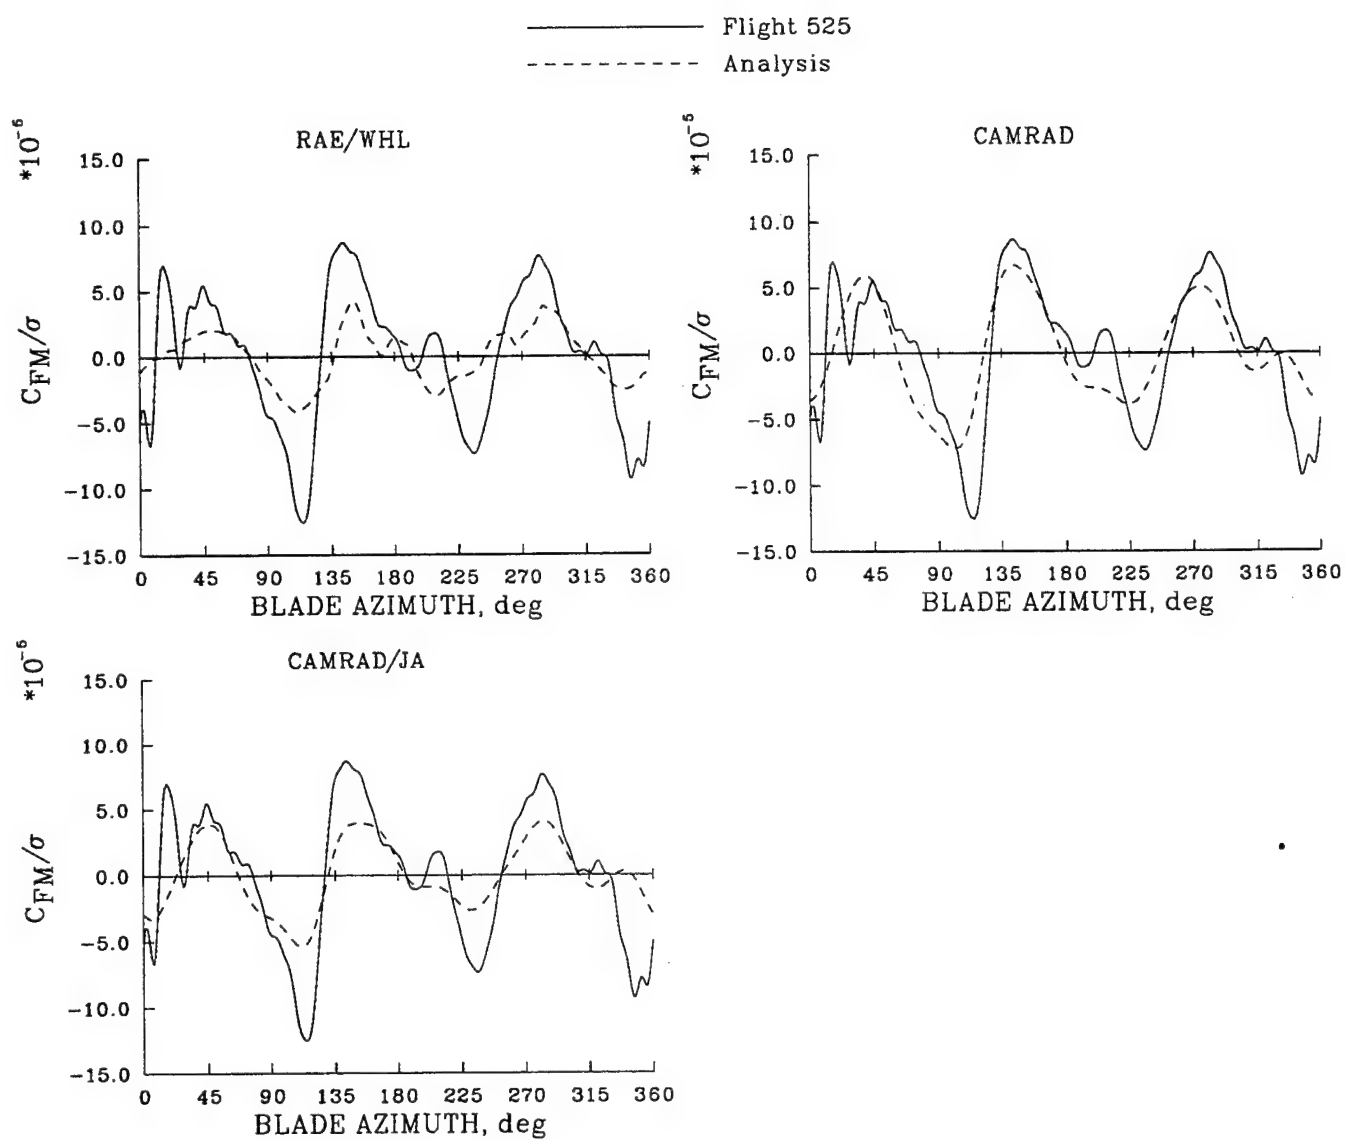 Flight 525
Analysis
RAE/WHL
*10⁻⁵
15.0
10.0
5.0
0.0
−5.0
−10.0
−15.0
C_FM/σ
0 45 90 135 180 225 270 315 360
BLADE AZIMUTH, deg
CAMRAD
*10⁻⁵
15.0
10.0
5.0
0.0
−5.0
−10.0
−15.0
C_FM/σ
0 45 90 135 180 225 270 315 360
BLADE AZIMUTH, deg
CAMRAD/JA
*10⁻⁵
15.0
10.0
5.0
0.0
−5.0
−10.0
−15.0
C_FM/σ
0 45 90 135 180 225 270 315 360
BLADE AZIMUTH, deg